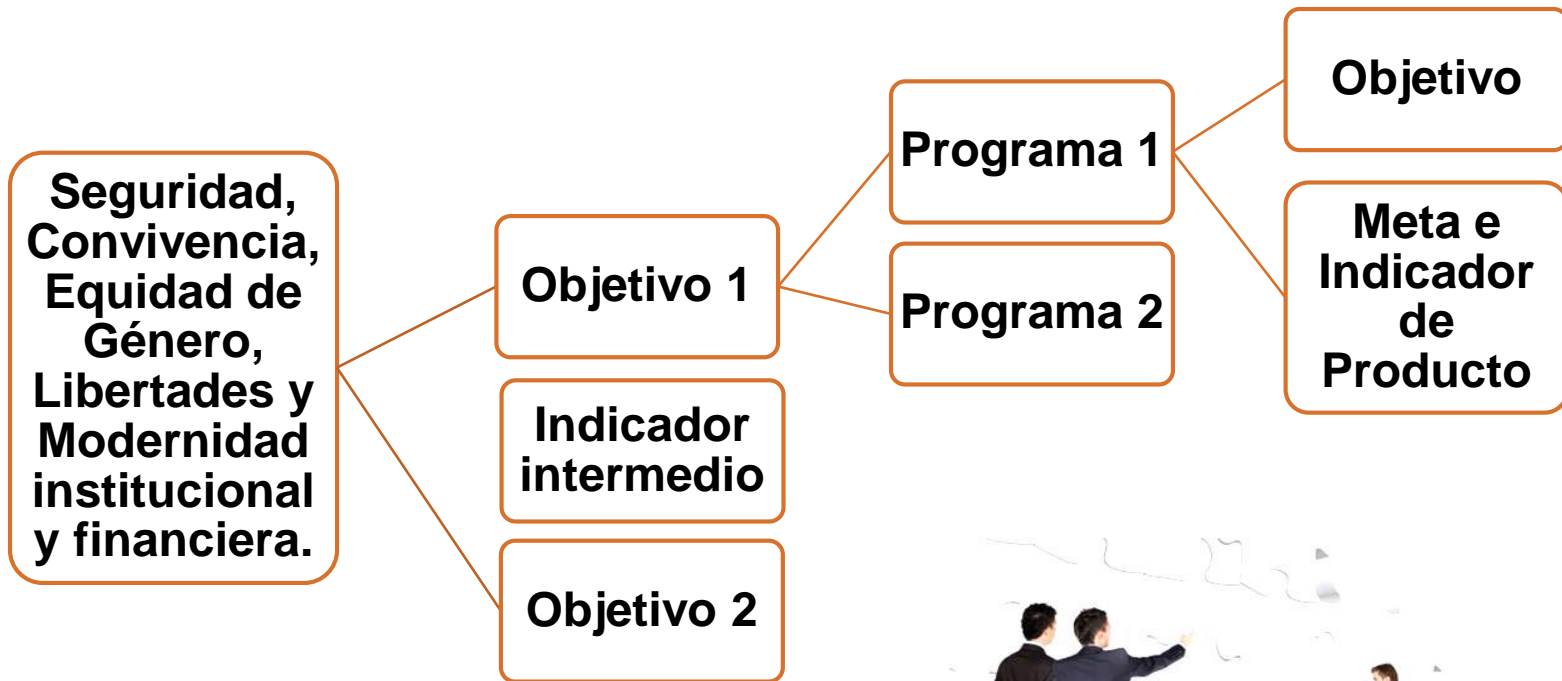 Seguridad,
Convivencia,
Equidad de
Género,
Libertades y
Modernidad
institucional
y financiera.
Objetivo 1
Indicador
intermedio
Objetivo 2
Programa 1
Programa 2
Objetivo
Meta e
Indicador
de
Producto